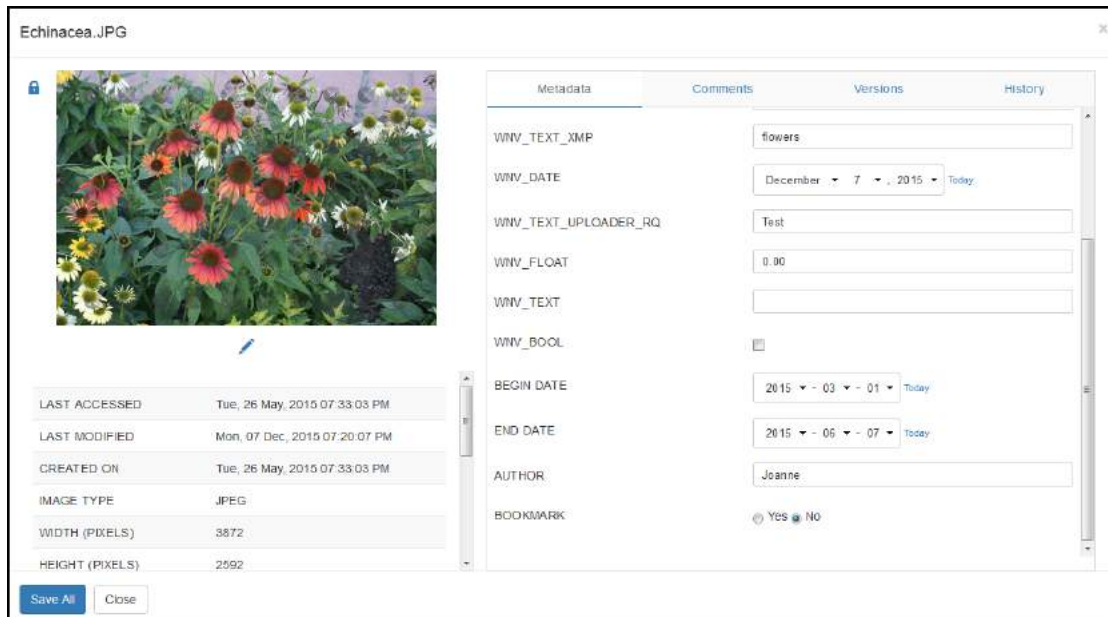 Echinacea.JPG
x
Metadata Comments Versions History
WNV_TEXT_XMP flowers
WNV_DATE December 7 , 2015 Today
WNV_TEXT_UPLOADER_RQ Test
WNV_FLOAT 0.00
WNV_TEXT
WNV_BOOL
BEGIN DATE 2015 - 03 - 01 Today
END DATE 2015 - 06 - 07 Today
AUTHOR Joanne
BOOKMARK Yes No
LAST ACCESSED Tue, 26 May, 2015 07:33:03 PM
LAST MODIFIED Mon, 07 Dec, 2015 07:20:07 PM
CREATED ON Tue, 26 May, 2015 07:33:03 PM
IMAGE TYPE JPEG
WIDTH (PIXELS) 3872
HEIGHT (PIXELS) 2592
Save All Close